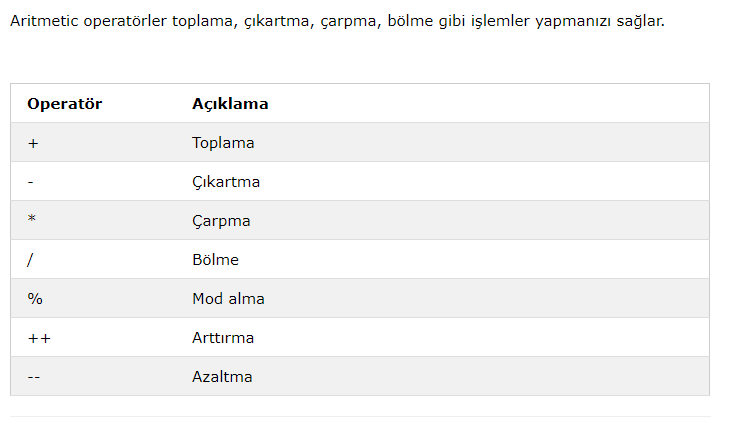 Aritmetic operatörler toplama, çıkartma, çarpma, bölme gibi işlemler yapmanızı sağlar.
Operatör Açıklama
+ Toplama
- Çıkartma
* Çarpma
/ Bölme
% Mod alma
++ Arttırma
-- Azaltma